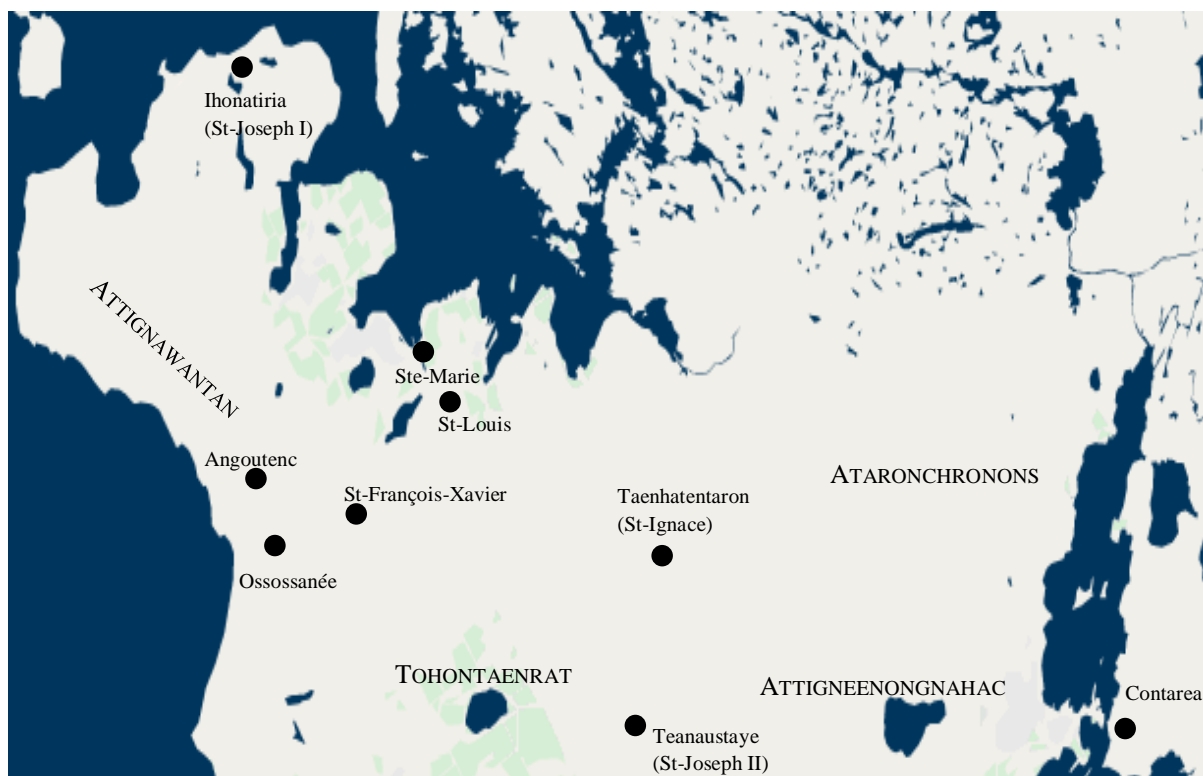 Ihonatiria
(St-Joseph I)
ATTIGNAWANTAN
Ste-Marie
St-Louis
Angoutenc
St-François-Xavier
Ossossanée
Taenhatentaron
(St-Ignace)
ATARONCHRONONS
TOHONTAENRAT
ATTIGNEENONGNAHAC
Contarea
Teanaustaye
(St-Joseph II)